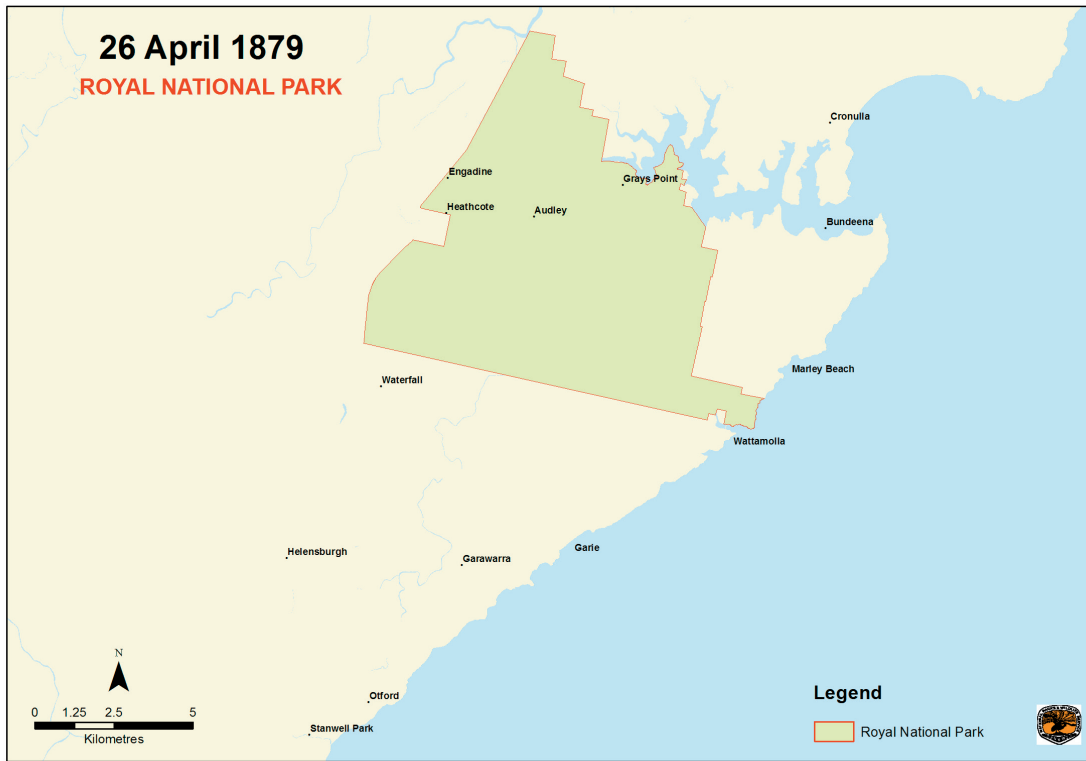 26 April 1879
ROYAL NATIONAL PARK
Cronulla
Engadine
Grays Point
Heathcote
Audley
Bundeena
Marley Beach
Waterfall
Wattamolla
Garie
Helensburgh
Garawarra
N
Otford
Stanwell Park
0 1.25 2.5 5
Kilometres
Legend
Royal National Park